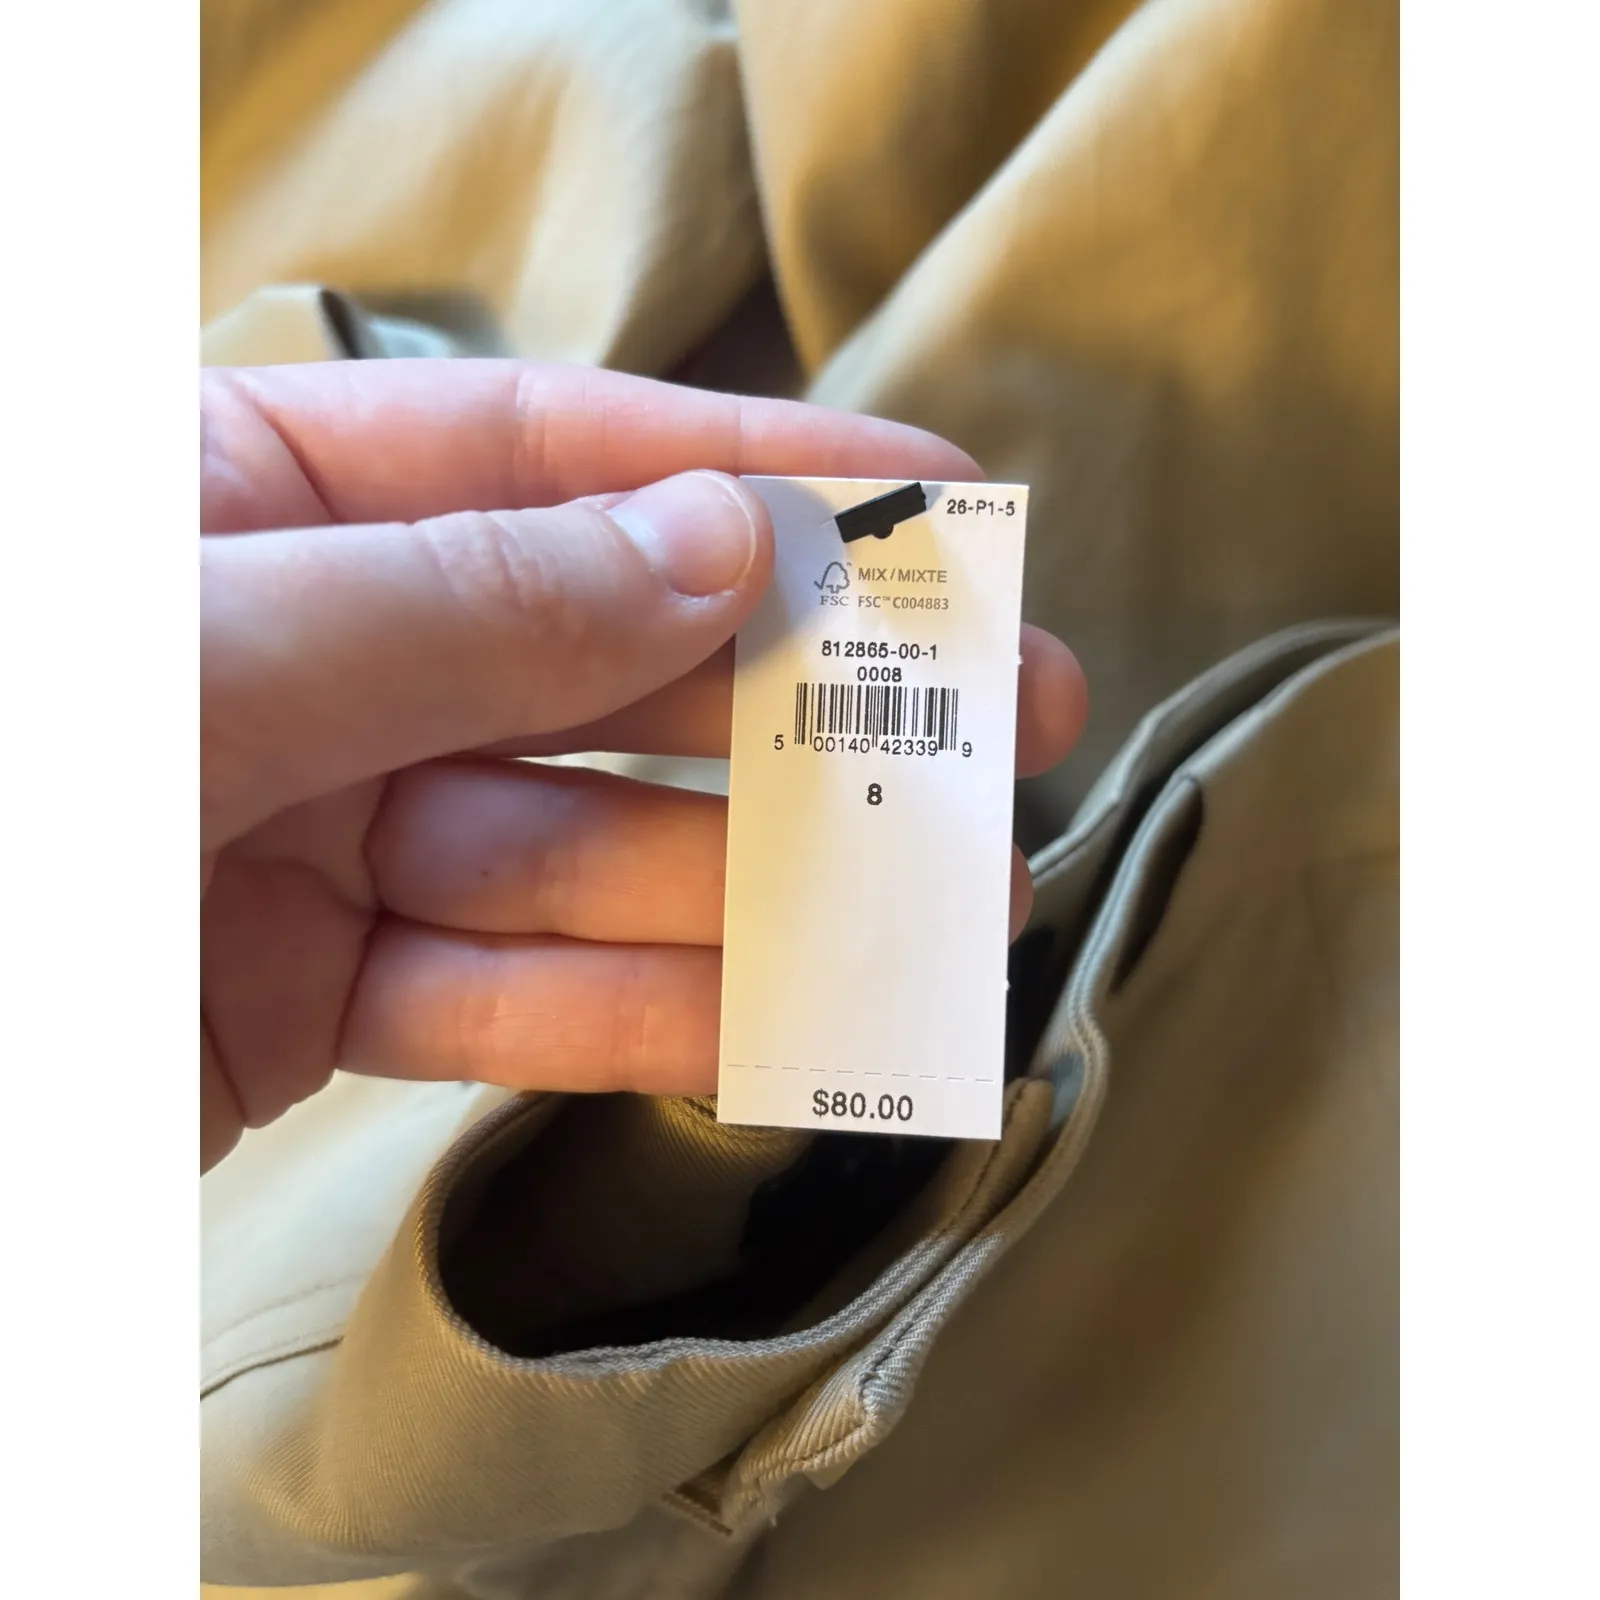 26-P1-5
MIX / MIXTE
FSC FSC™ C004883
812865-00-1
0008
5 00140 42339 9
8
$80.00